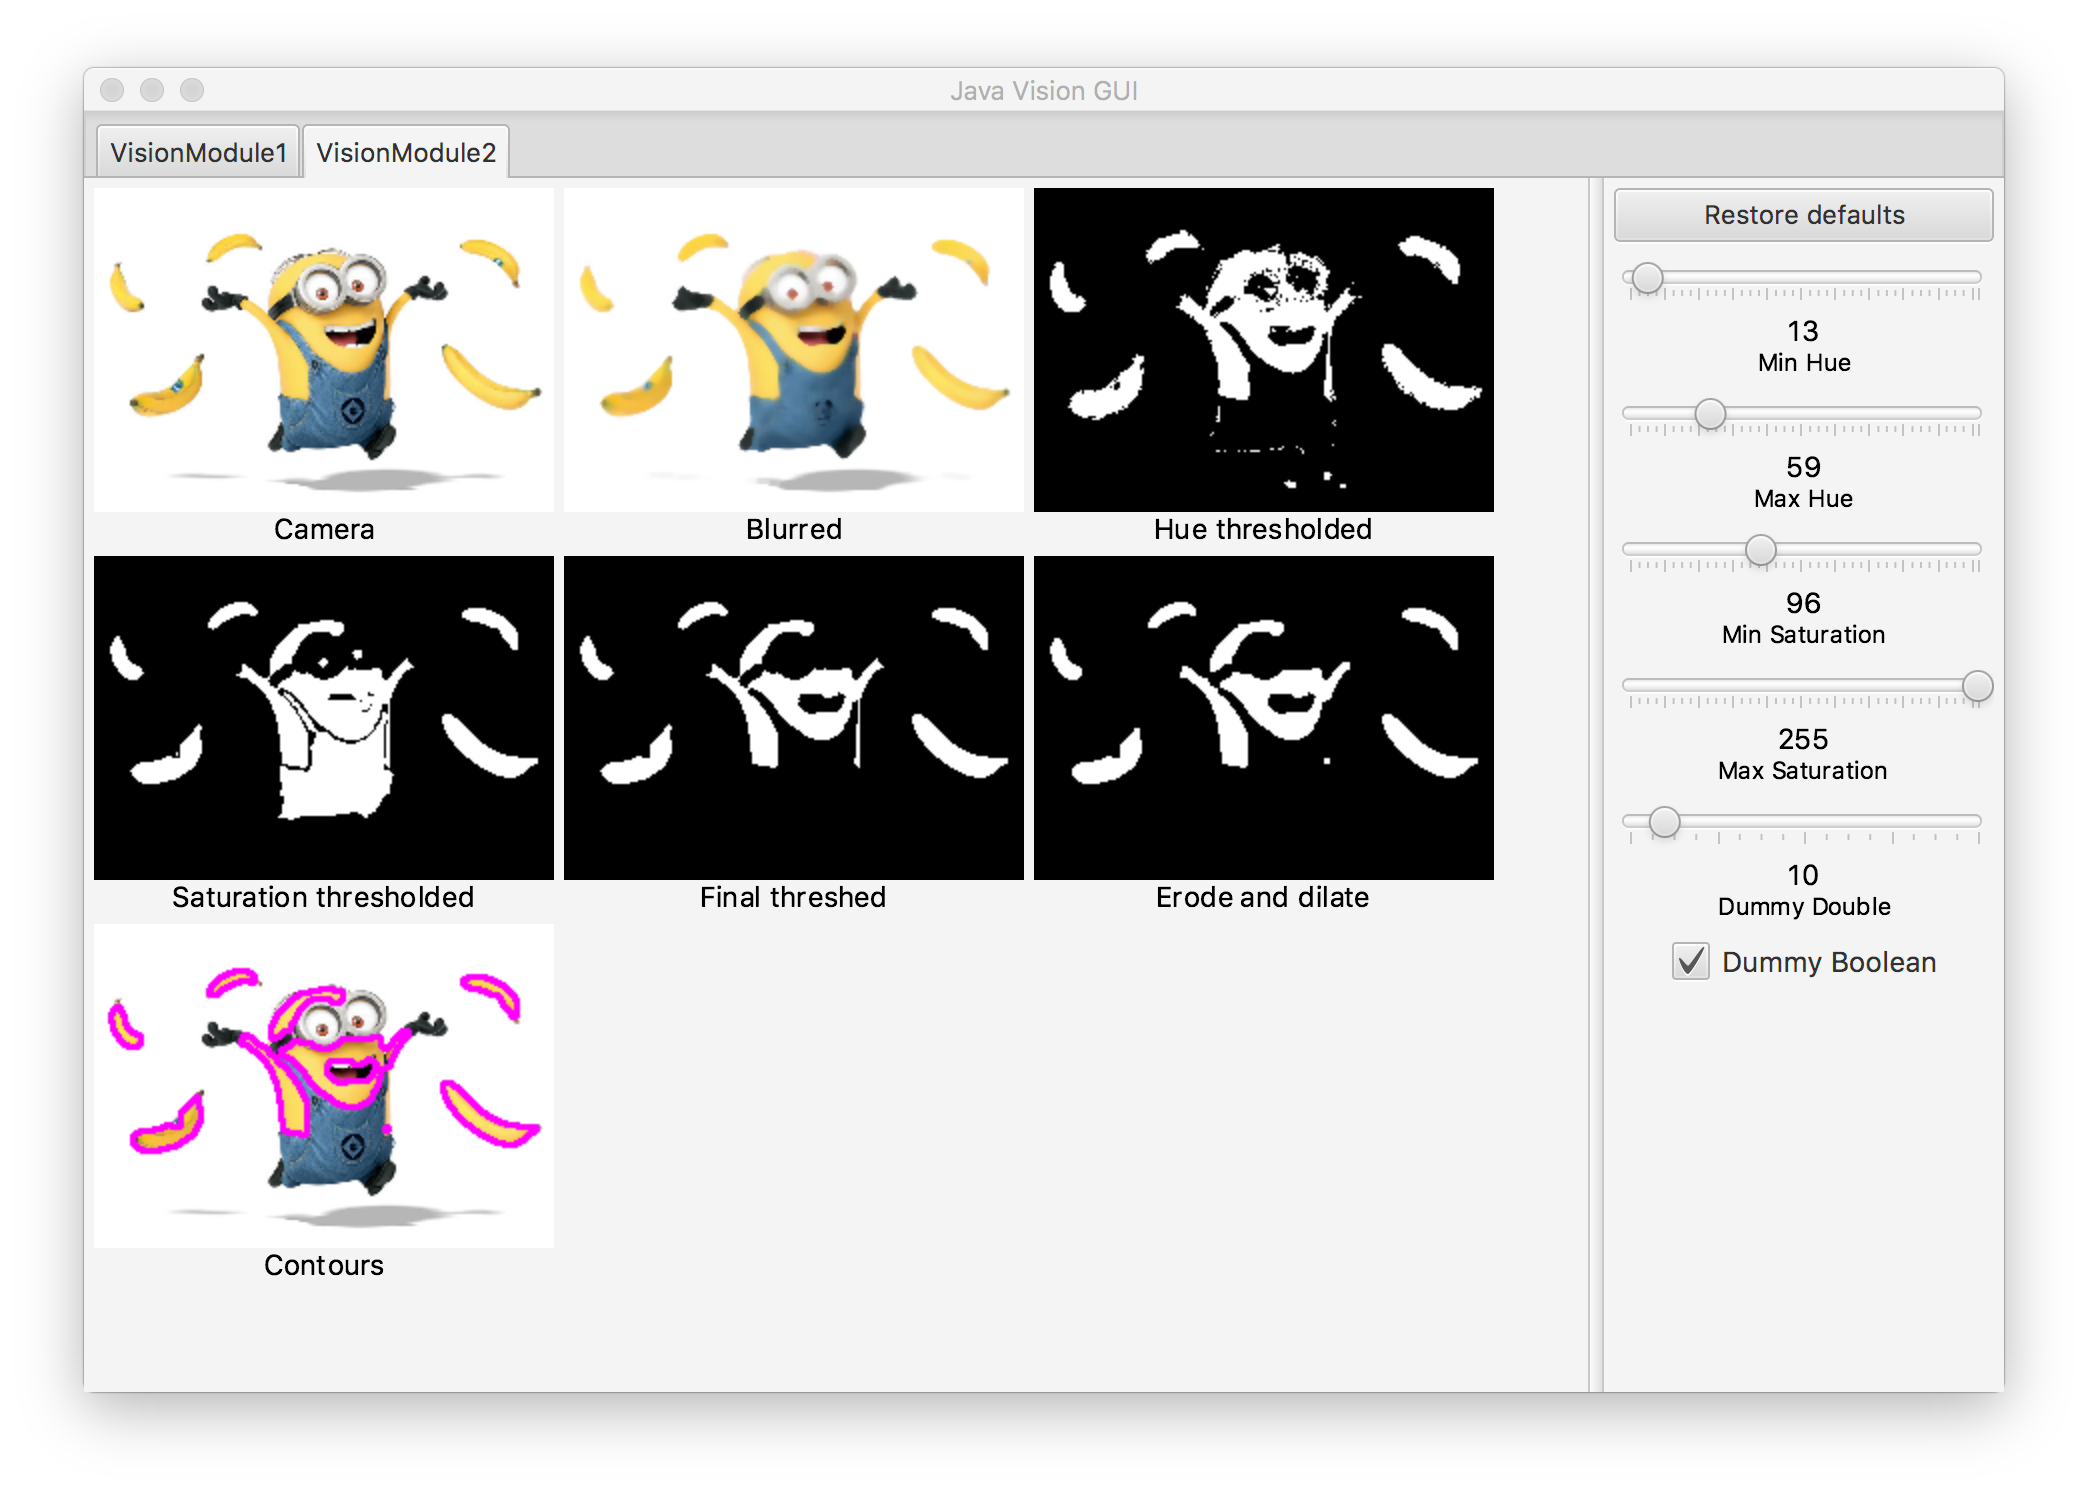 Java Vision GUI
VisionModule1
VisionModule2
Camera
Blurred
Hue thresholded
Saturation thresholded
Final threshed
Erode and dilate
Contours
Restore defaults
13
Min Hue
59
Max Hue
96
Min Saturation
255
Max Saturation
10
Dummy Double
Dummy Boolean